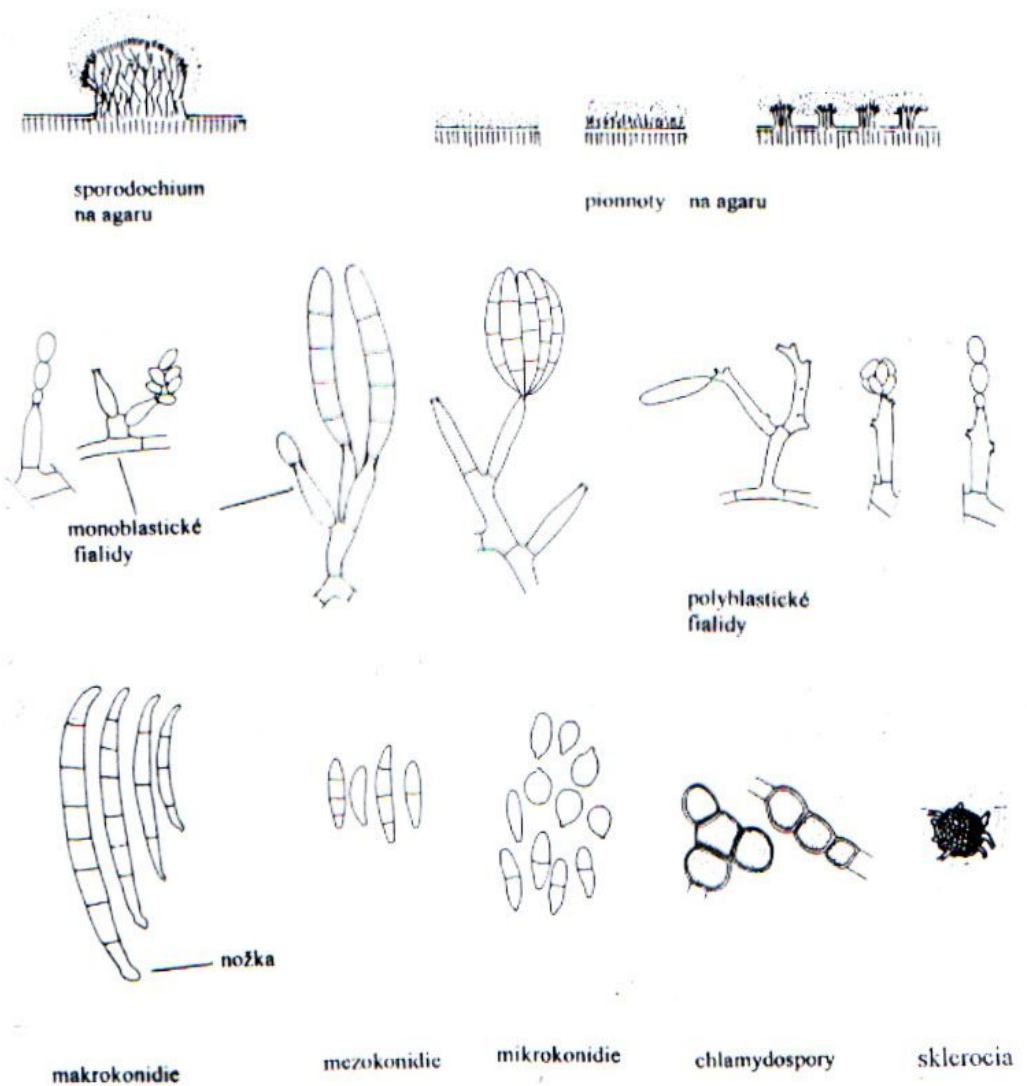 sporodochium
na agaru
pionnoty na agaru
monoblastické
fialidy
polyblastické
fialidy
nožka
makrokonidie
mezokonidie
mikrokonidie
chlamydospory
sklerocia